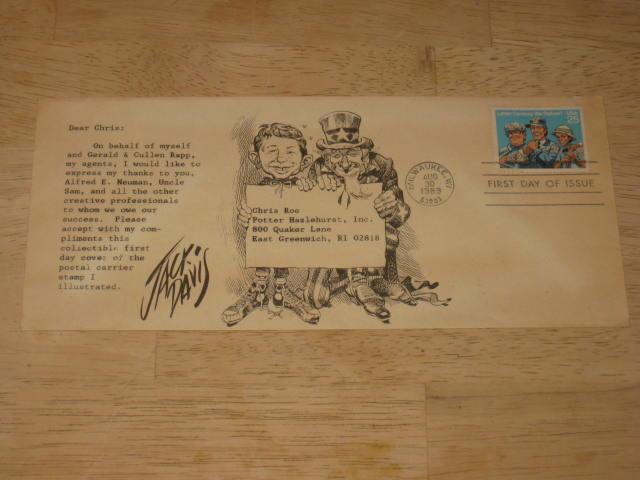 Dear Chris:
On behalf of myself
and Gerald & Cullen Rapp,
my agents, I would like to
express my thanks to you,
Alfred E. Neuman, Uncle
Sam, and all the other
creative professionals
to whom we owe our
success. Please
accept with my com-
pliments this
collectible first
day cover of the
postal carrier
stamp I
illustrated.
JACK DAVIS
Chris Roe
Potter Hazlehurst, Inc.
800 Quaker Lane
East Greenwich, RI 02818
MILWAUKEE, WI
AUG
30
1989
53203
USA
25
FIRST DAY OF ISSUE